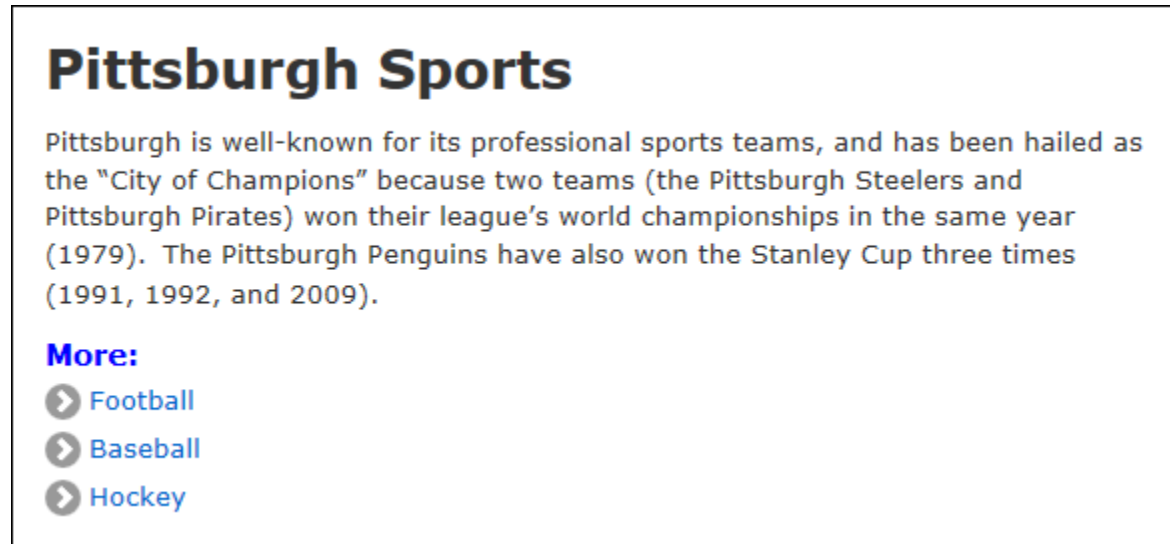 Pittsburgh Sports
Pittsburgh is well-known for its professional sports teams, and has been hailed as
the “City of Champions” because two teams (the Pittsburgh Steelers and
Pittsburgh Pirates) won their league’s world championships in the same year
(1979).  The Pittsburgh Penguins have also won the Stanley Cup three times
(1991, 1992, and 2009).
More:
Football
Baseball
Hockey